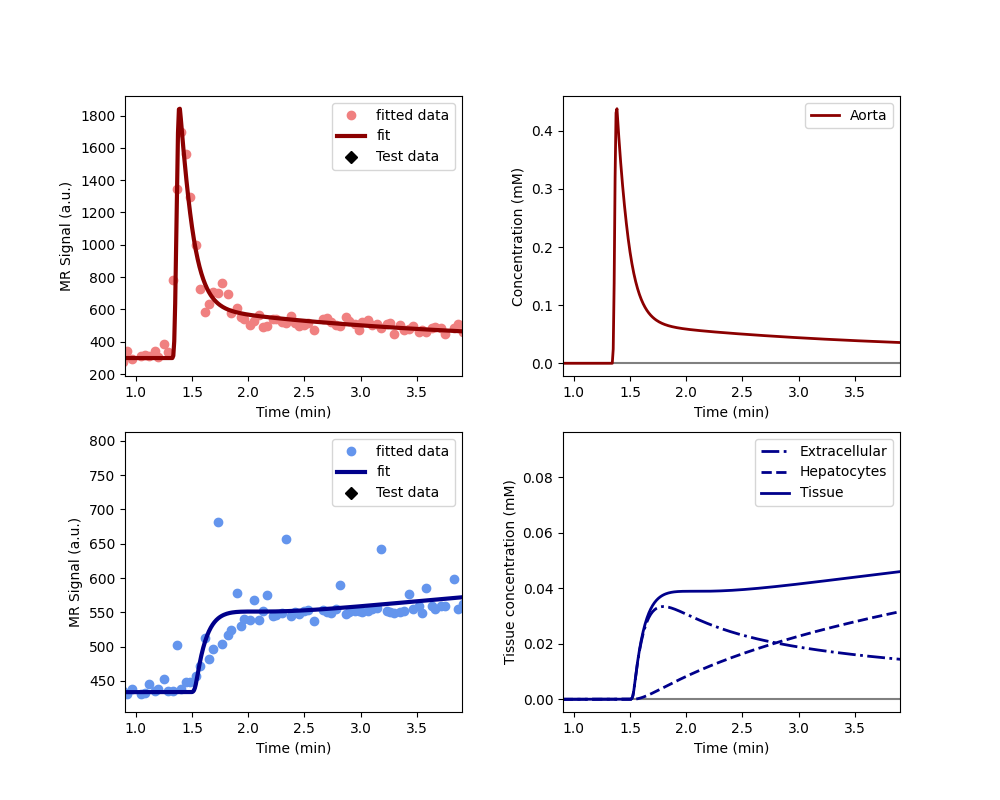 1800
1600
1400
1200
1000
800
600
400
200
MR Signal (a.u.)
1.0 1.5 2.0 2.5 3.0 3.5
Time (min)
fitted data
fit
Test data
0.4
0.3
0.2
0.1
0.0
Concentration (mM)
1.0 1.5 2.0 2.5 3.0 3.5
Time (min)
Aorta
800
750
700
650
600
550
500
450
MR Signal (a.u.)
1.0 1.5 2.0 2.5 3.0 3.5
Time (min)
fitted data
fit
Test data
0.08
0.06
0.04
0.02
0.00
Tissue concentration (mM)
1.0 1.5 2.0 2.5 3.0 3.5
Time (min)
Extracellular
Hepatocytes
Tissue